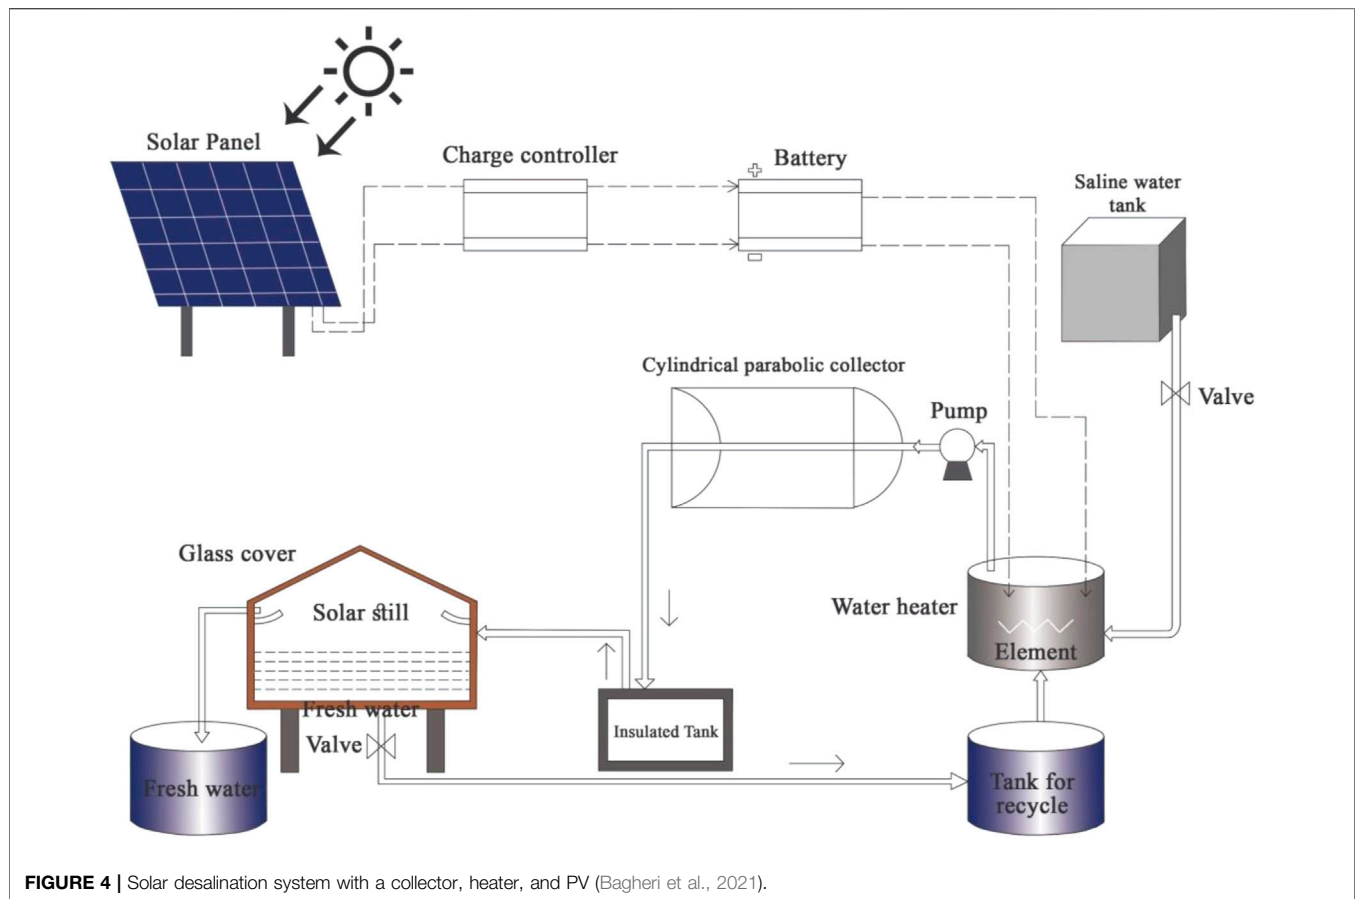 Solar Panel
Charge controller
Battery
Saline water
tank
Cylindrical parabolic collector
Pump
Valve
Glass cover
Solar still
Water heater
Element
Fresh water
Valve
Insulated Tank
Fresh water
Tank for
recycle
FIGURE 4 | Solar desalination system with a collector, heater, and PV (Bagheri et al., 2021).